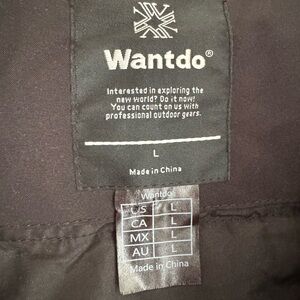 Wantdo®
Interested in exploring the
new world? Do it now!
You can count on us with
professional outdoor gears.
L
Made in China
Wantdo
US L
CA L
MX L
AU L
Made in China